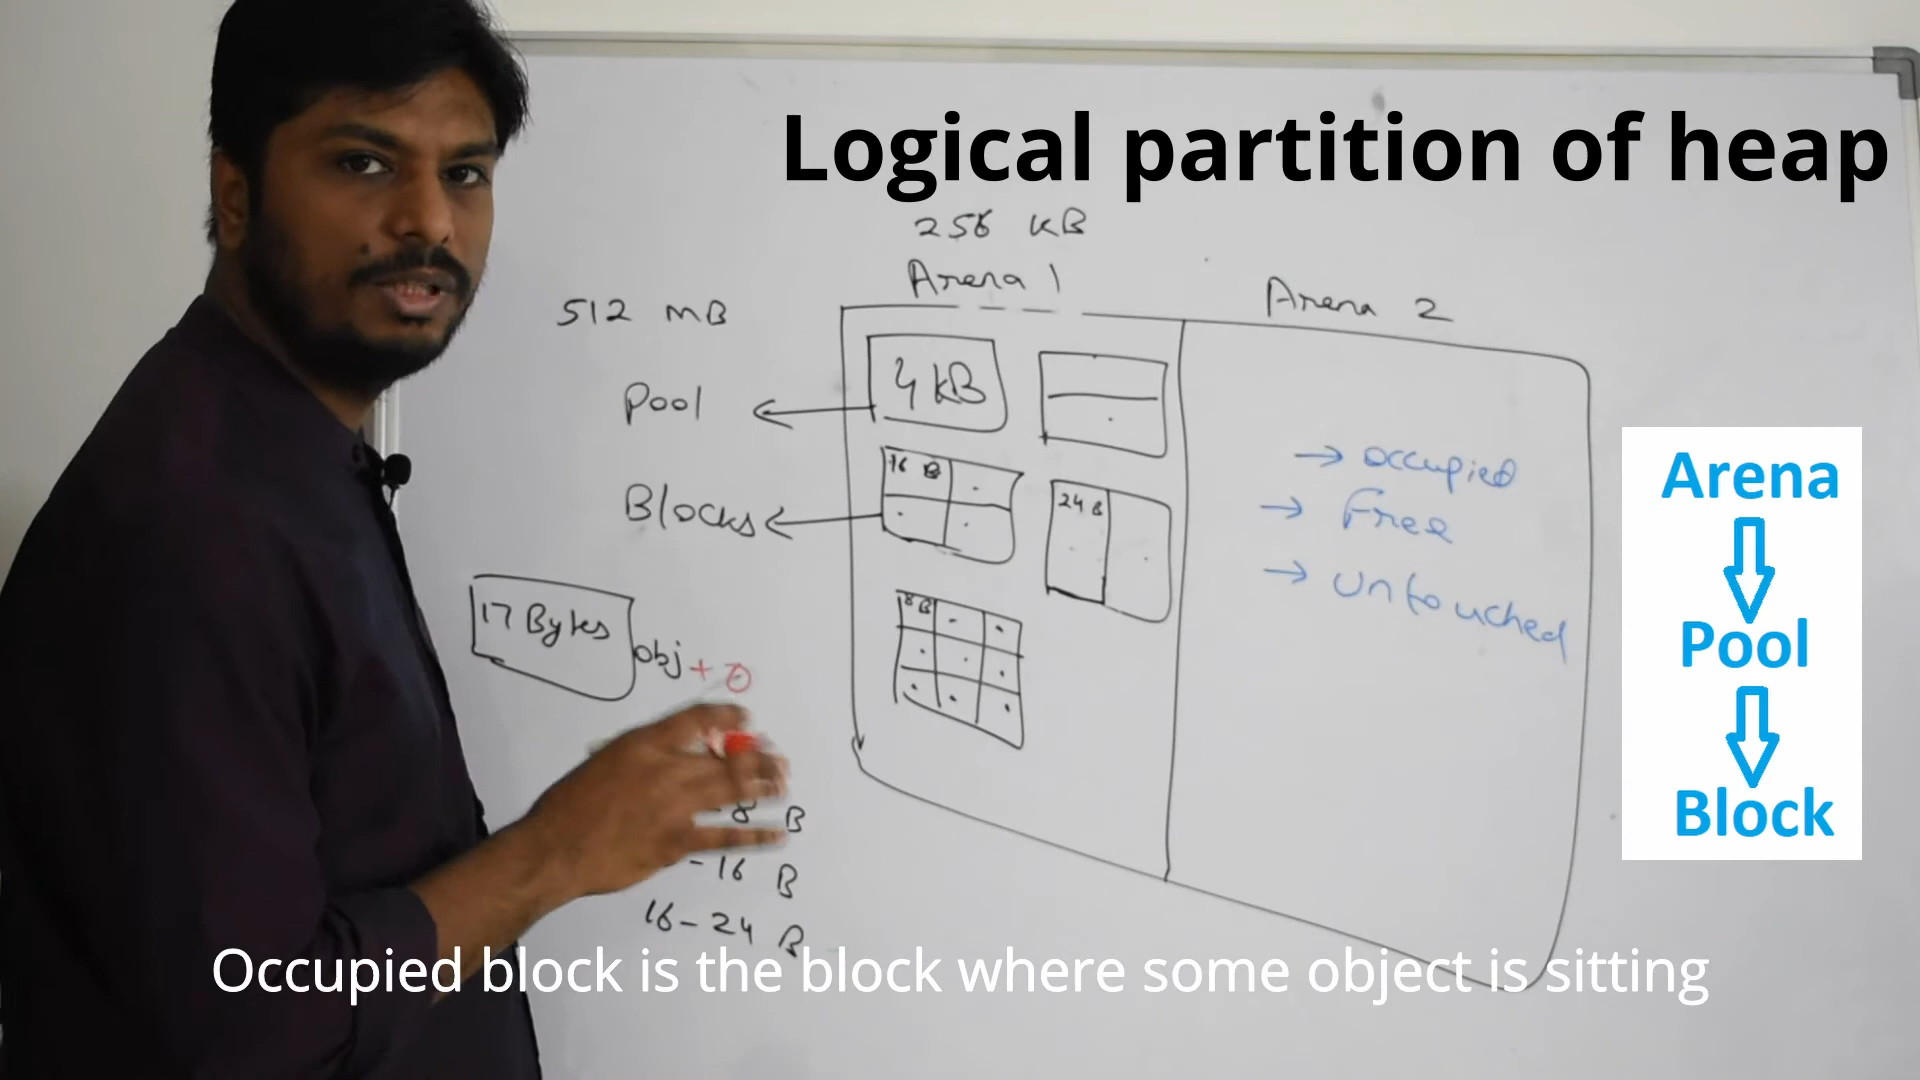 Logical partition of heap
256 KB
Arena 1
Arena 2
512 MB
4 KB
Pool
16 B
Blocks
24 B
→ occupied
→ Free
→ untouched
Arena
Pool
Block
17 Bytes
obj + 0
8 B
8 B
-16 B
16-24 B
Occupied block is the block where some object is sitting